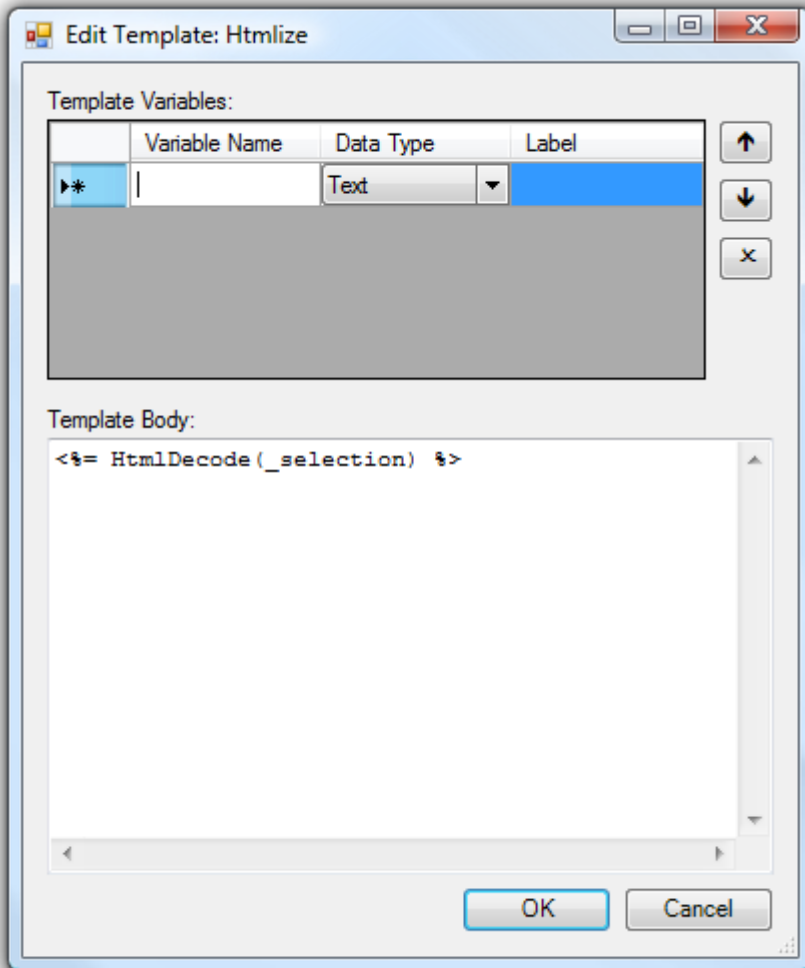 Edit Template: Htmlize
Template Variables:
Variable Name Data Type Label
Text
Template Body:
<%= HtmlDecode(_selection) %>
OK Cancel